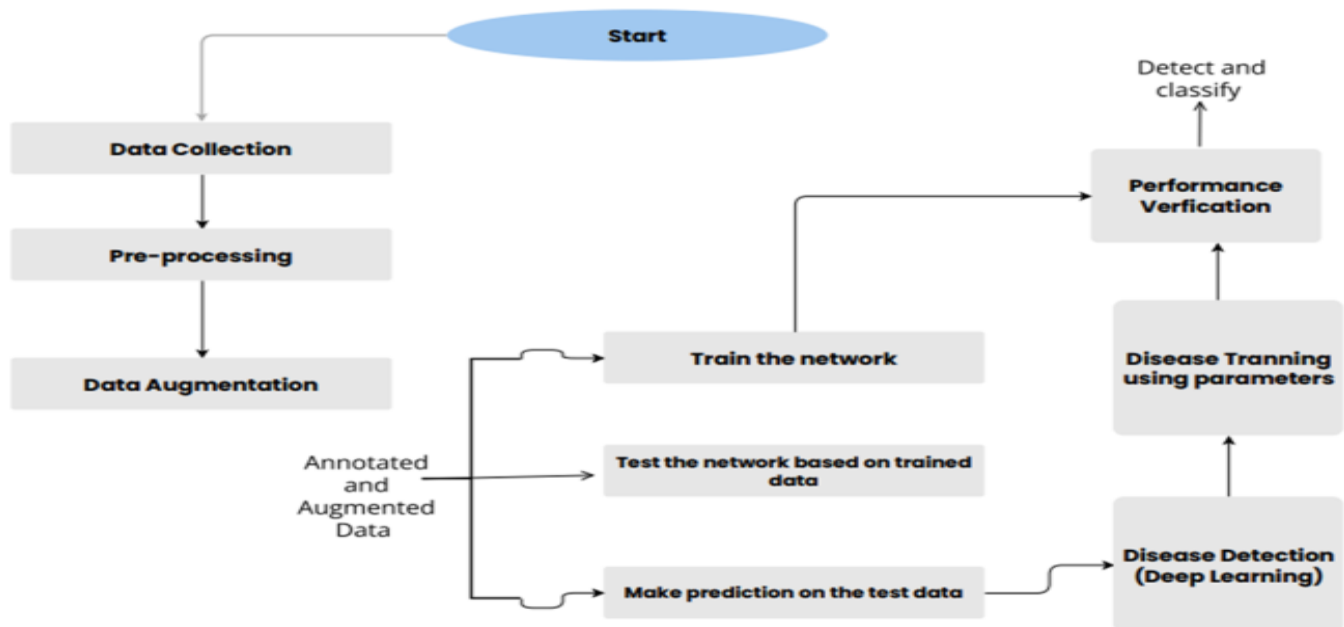 Start
Data Collection
Pre-processing
Data Augmentation
Annotated
and
Augmented
Data
Train the network
Test the network based on trained
data
Make prediction on the test data
Disease Detection
(Deep Learning)
Disease Tranning
using parameters
Performance
Verfication
Detect and
classify